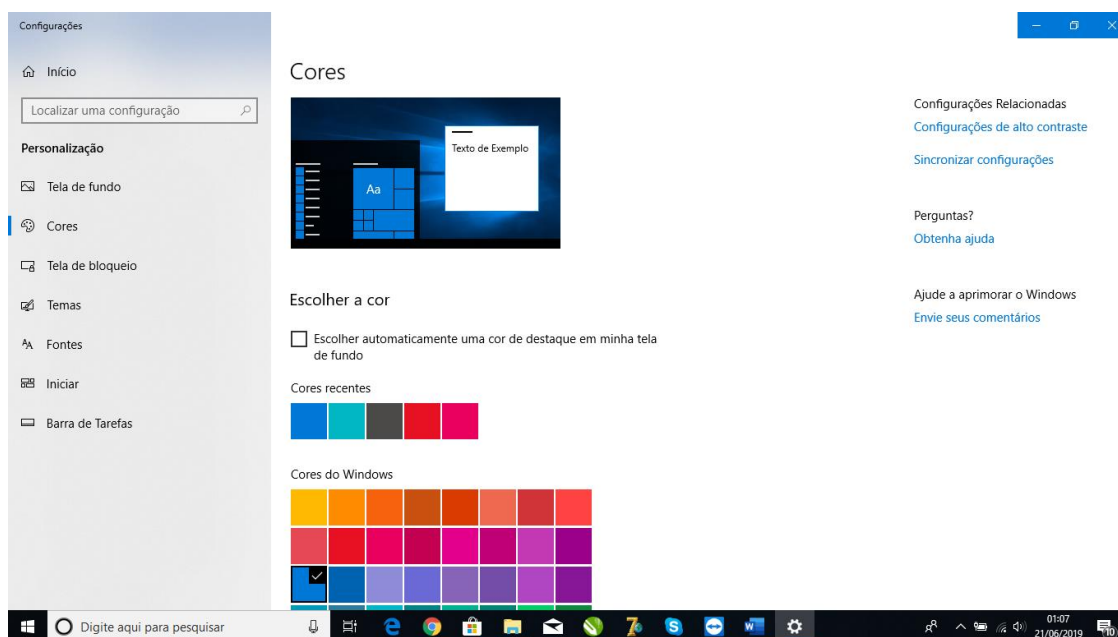 Configurações
Início
Localizar uma configuração
Personalização
Tela de fundo
Cores
Tela de bloqueio
Temas
Fontes
Iniciar
Barra de Tarefas
Cores
Texto de Exemplo
Aa
Escolher a cor
Escolher automaticamente uma cor de destaque em minha tela
de fundo
Cores recentes
Cores do Windows
Configurações Relacionadas
Configurações de alto contraste
Sincronizar configurações
Perguntas?
Obtenha ajuda
Ajude a aprimorar o Windows
Envie seus comentários
Digite aqui para pesquisar
01:07
21/06/2019